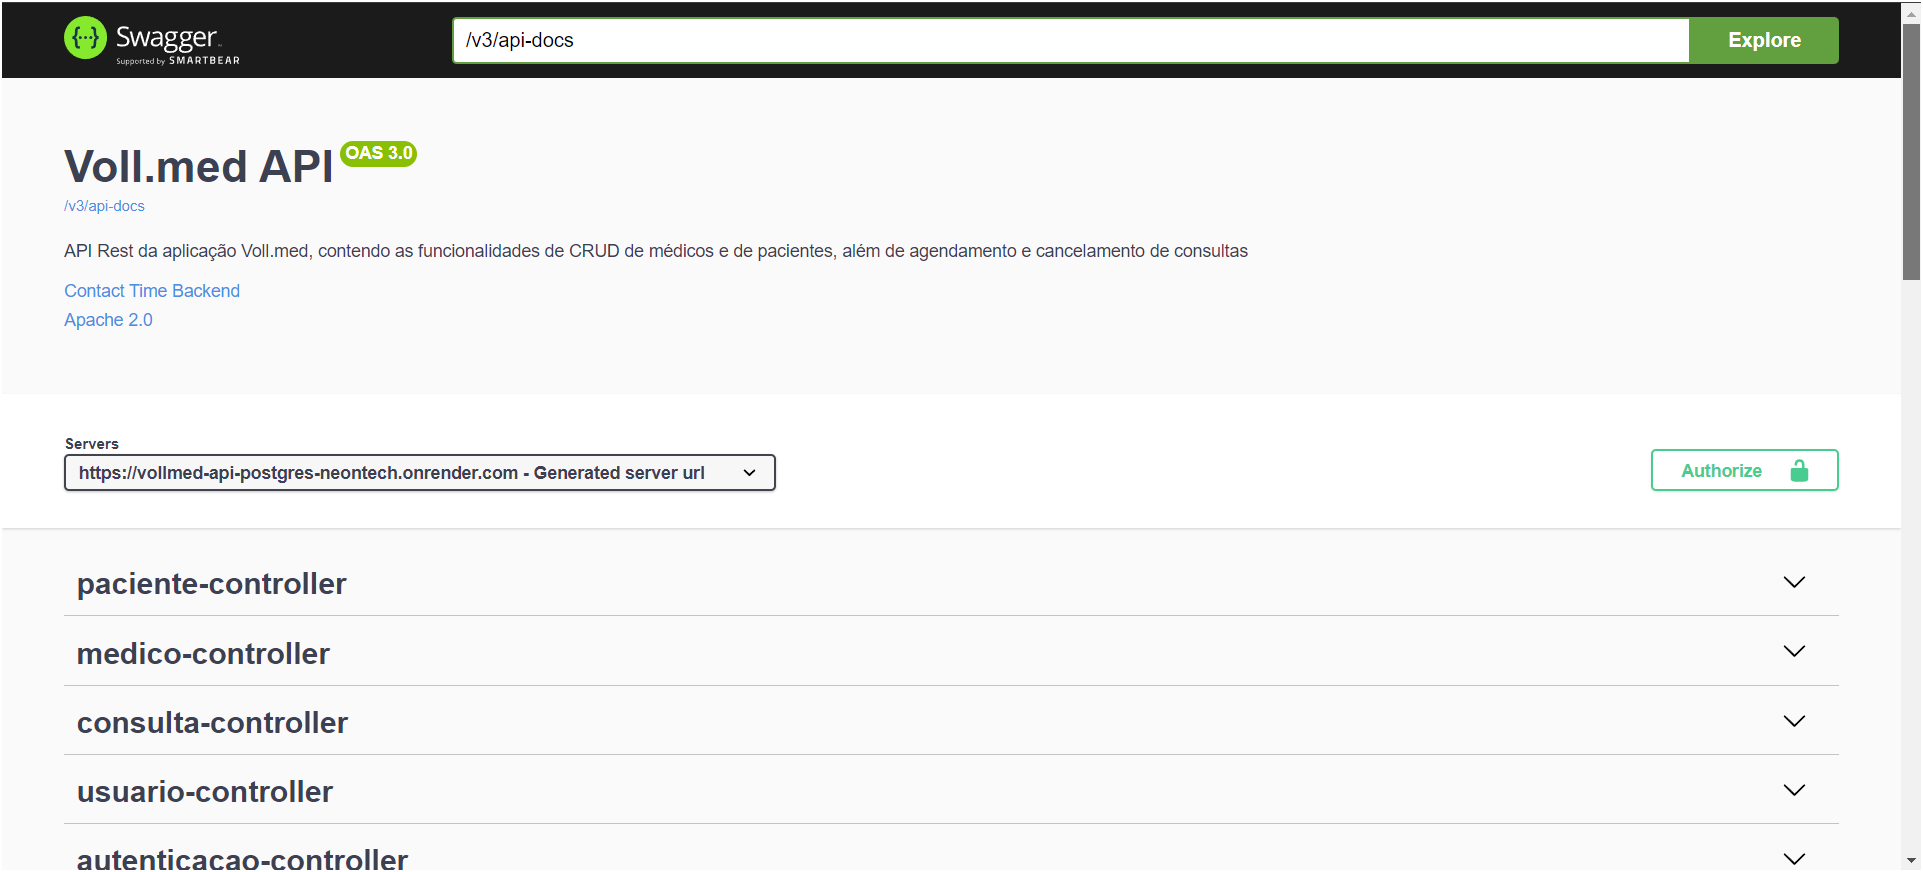 {···} Swagger
Supported by SMARTBEAR
/v3/api-docs
Explore
Voll.med API OAS 3.0
/v3/api-docs
API Rest da aplicação Voll.med, contendo as funcionalidades de CRUD de médicos e de pacientes, além de agendamento e cancelamento de consultas
Contact Time Backend
Apache 2.0
Servers
https://vollmed-api-postgres-neontech.onrender.com - Generated server url
Authorize
paciente-controller
medico-controller
consulta-controller
usuario-controller
autenticacao-controller